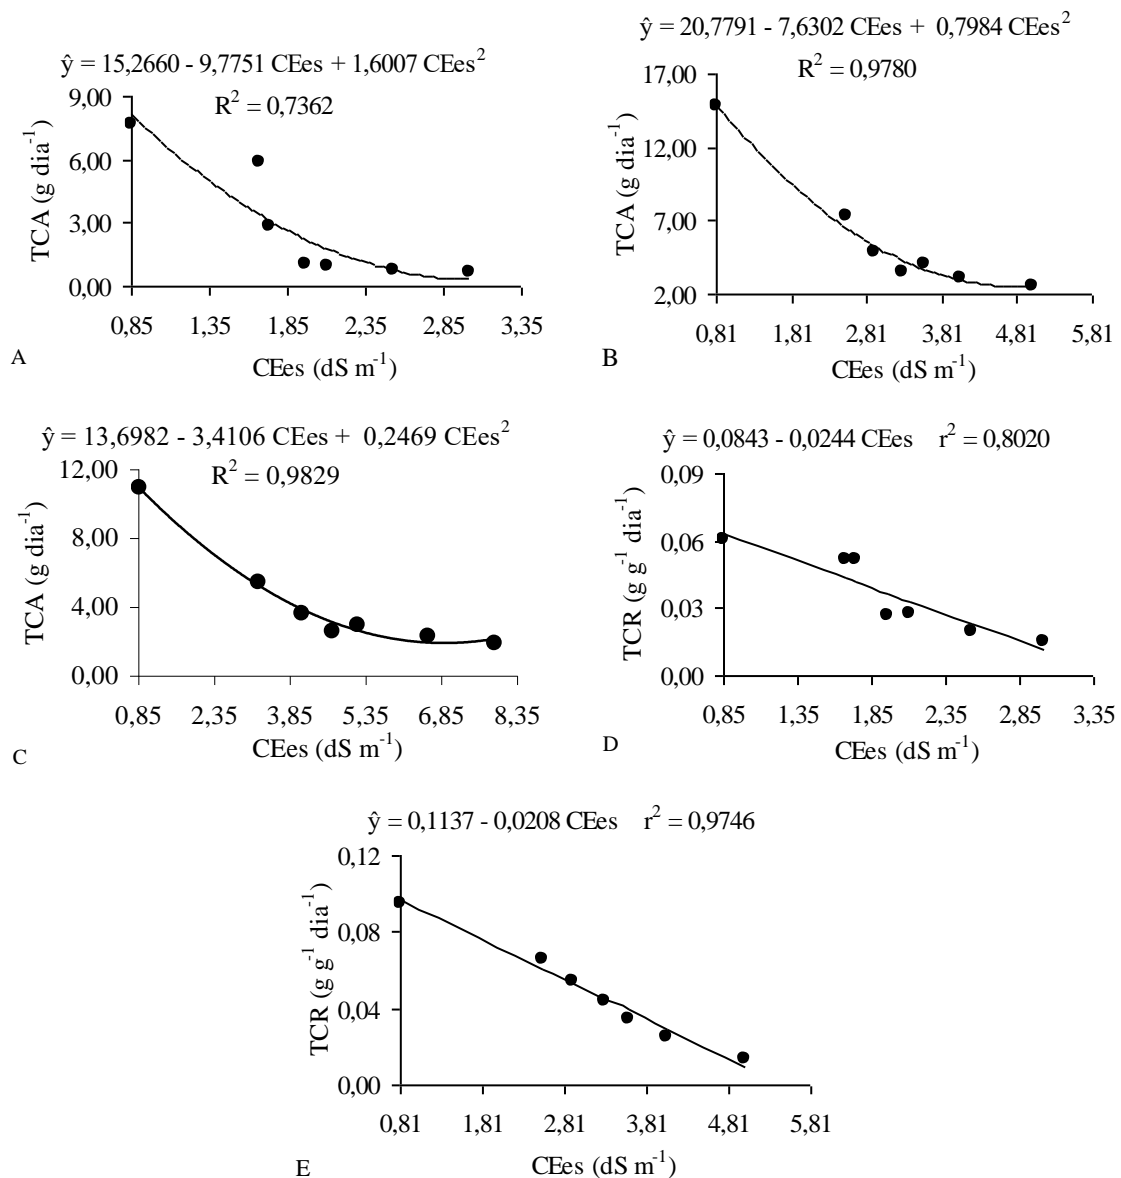 ŷ = 15,2660 - 9,7751 CEes + 1,6007 CEes²
R² = 0,7362
9,00
6,00
3,00
0,00
TCA (g dia⁻¹)
0,85 1,35 1,85 2,35 2,85 3,35
CEes (dS m⁻¹)
A
ŷ = 20,7791 - 7,6302 CEes + 0,7984 CEes²
R² = 0,9780
17,00
12,00
7,00
2,00
TCA (g dia⁻¹)
0,81 1,81 2,81 3,81 4,81 5,81
CEes (dS m⁻¹)
B
ŷ = 13,6982 - 3,4106 CEes + 0,2469 CEes²
R² = 0,9829
12,00
8,00
4,00
0,00
TCA (g dia⁻¹)
0,85 2,35 3,85 5,35 6,85 8,35
CEes (dS m⁻¹)
C
ŷ = 0,0843 - 0,0244 CEes r² = 0,8020
0,09
0,06
0,03
0,00
TCR (g g⁻¹ dia⁻¹)
0,85 1,35 1,85 2,35 2,85 3,35
CEes (dS m⁻¹)
D
ŷ = 0,1137 - 0,0208 CEes r² = 0,9746
0,12
0,08
0,04
0,00
TCR (g g⁻¹ dia⁻¹)
0,81 1,81 2,81 3,81 4,81 5,81
CEes (dS m⁻¹)
E